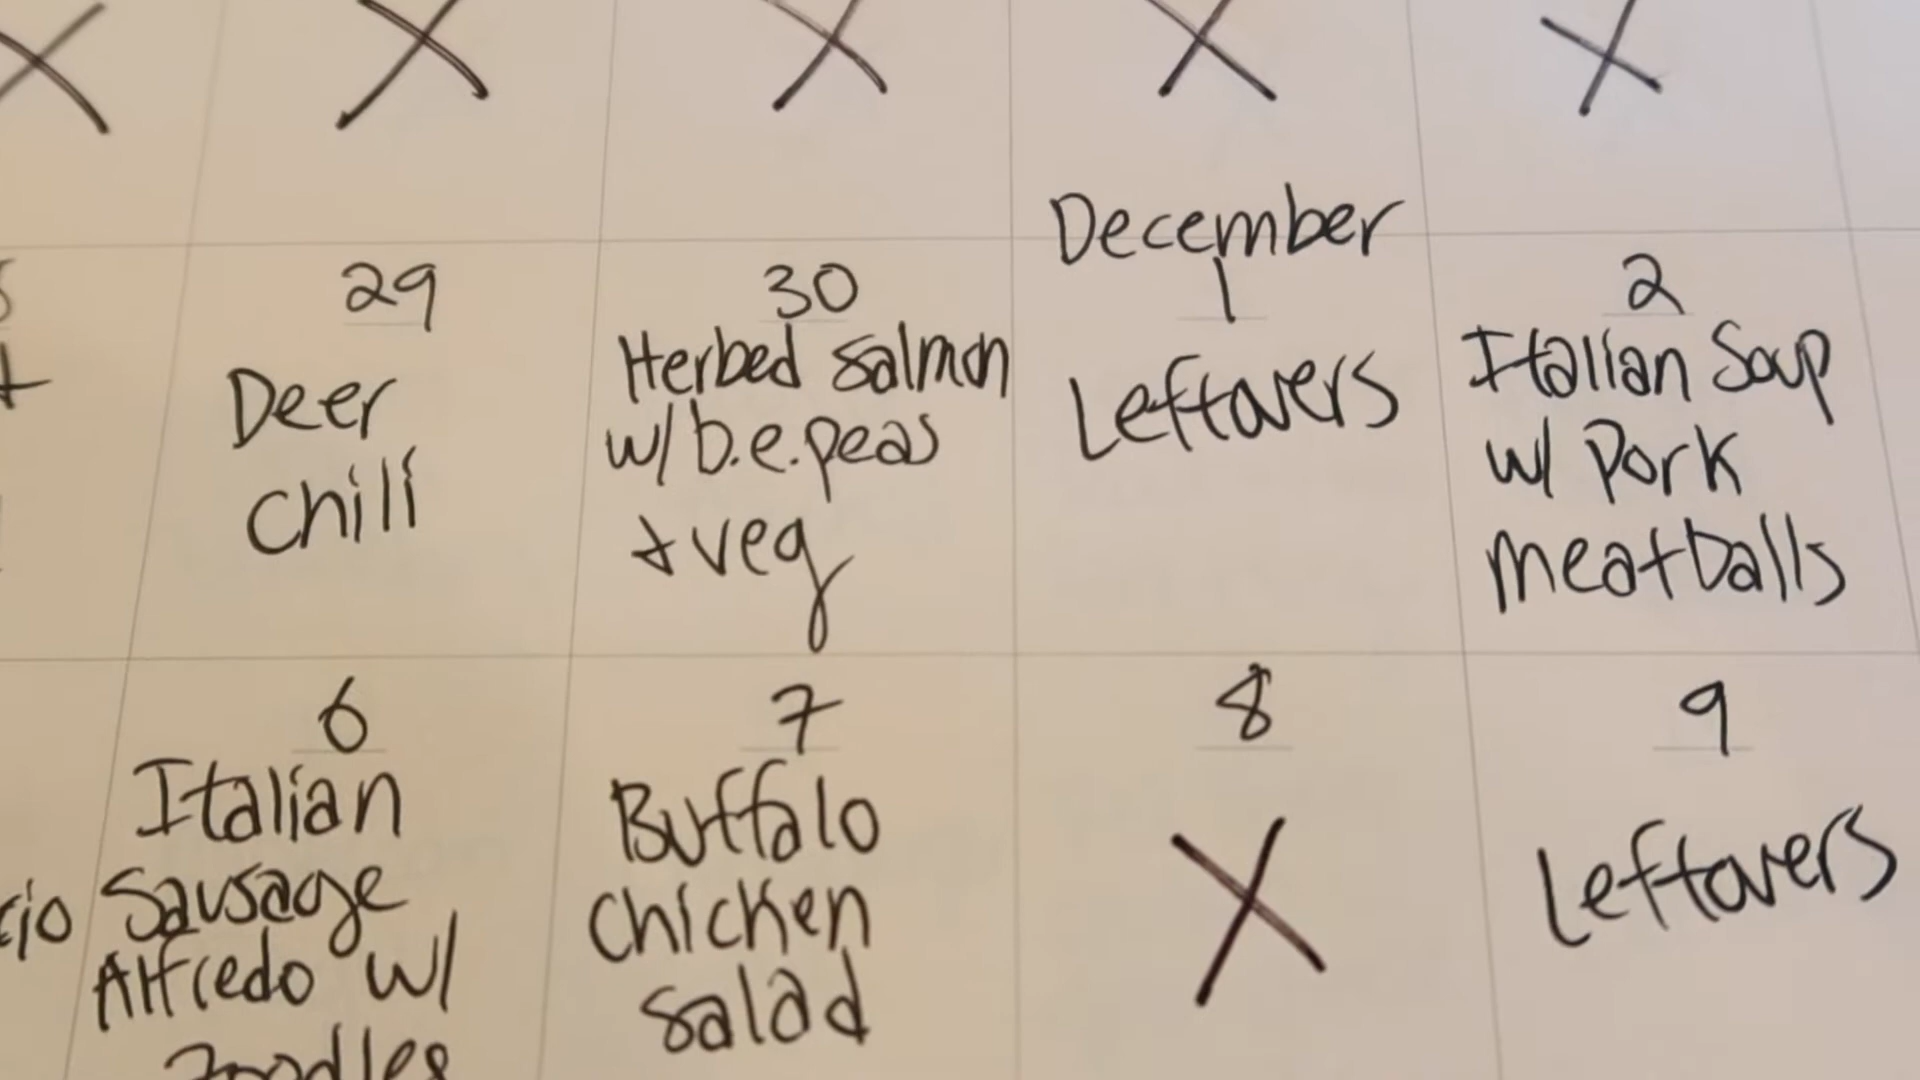 December
29
30
1
2
Deer
chili
Herbed salmon
w/ b.e. peas
+ veg
Leftovers
Italian Soup
w/ Pork
meatballs
6
7
8
9
Italian
Sausage
Alfredo w/
Zoodles
Buffalo
chicken
salad
X
Leftovers